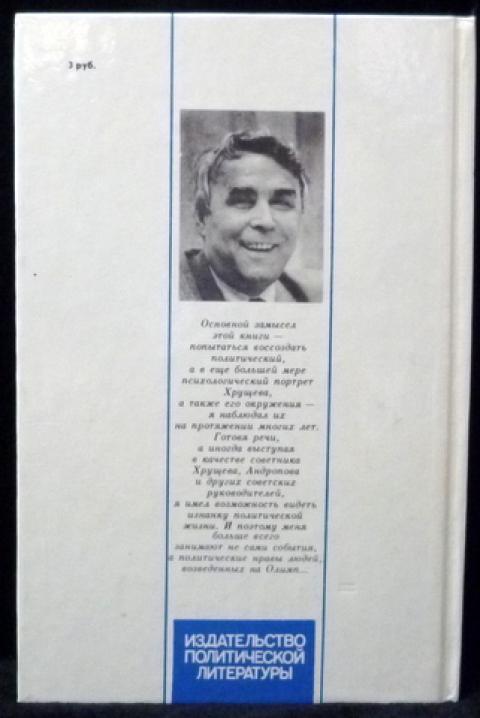 3 руб.
Основной замысел
этой книги —
попытаться воссоздать
политический,
а в еще большей мере
психологический портрет
Хрущева,
а также его окружения —
я наблюдал их
на протяжении многих лет.
Готовя речи,
а иногда выступая
в качестве советника
Хрущева, Андропова
и других советских
руководителей,
я имел возможность видеть
изнанку политической
жизни. И поэтому меня
больше всего
занимают не сами события,
а политические нравы людей,
возведенных на Олимп...
ИЗДАТЕЛЬСТВО
ПОЛИТИЧЕСКОЙ
ЛИТЕРАТУРЫ